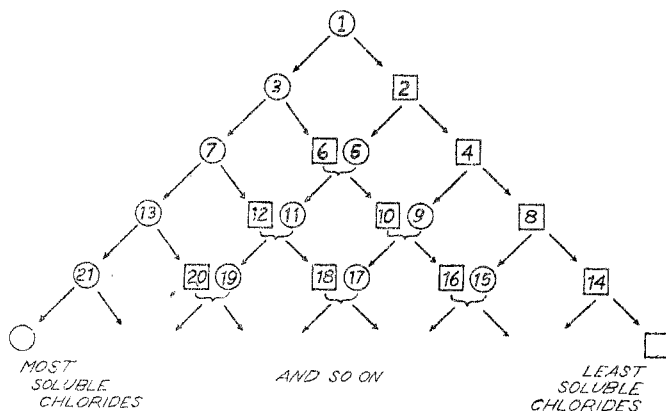 1
3 2
7 6 5 4
13 12 11 10 9 8
21 20 19 18 17 16 15 14
MOST SOLUBLE CHLORIDES
AND SO ON
LEAST SOLUBLE CHLORIDES